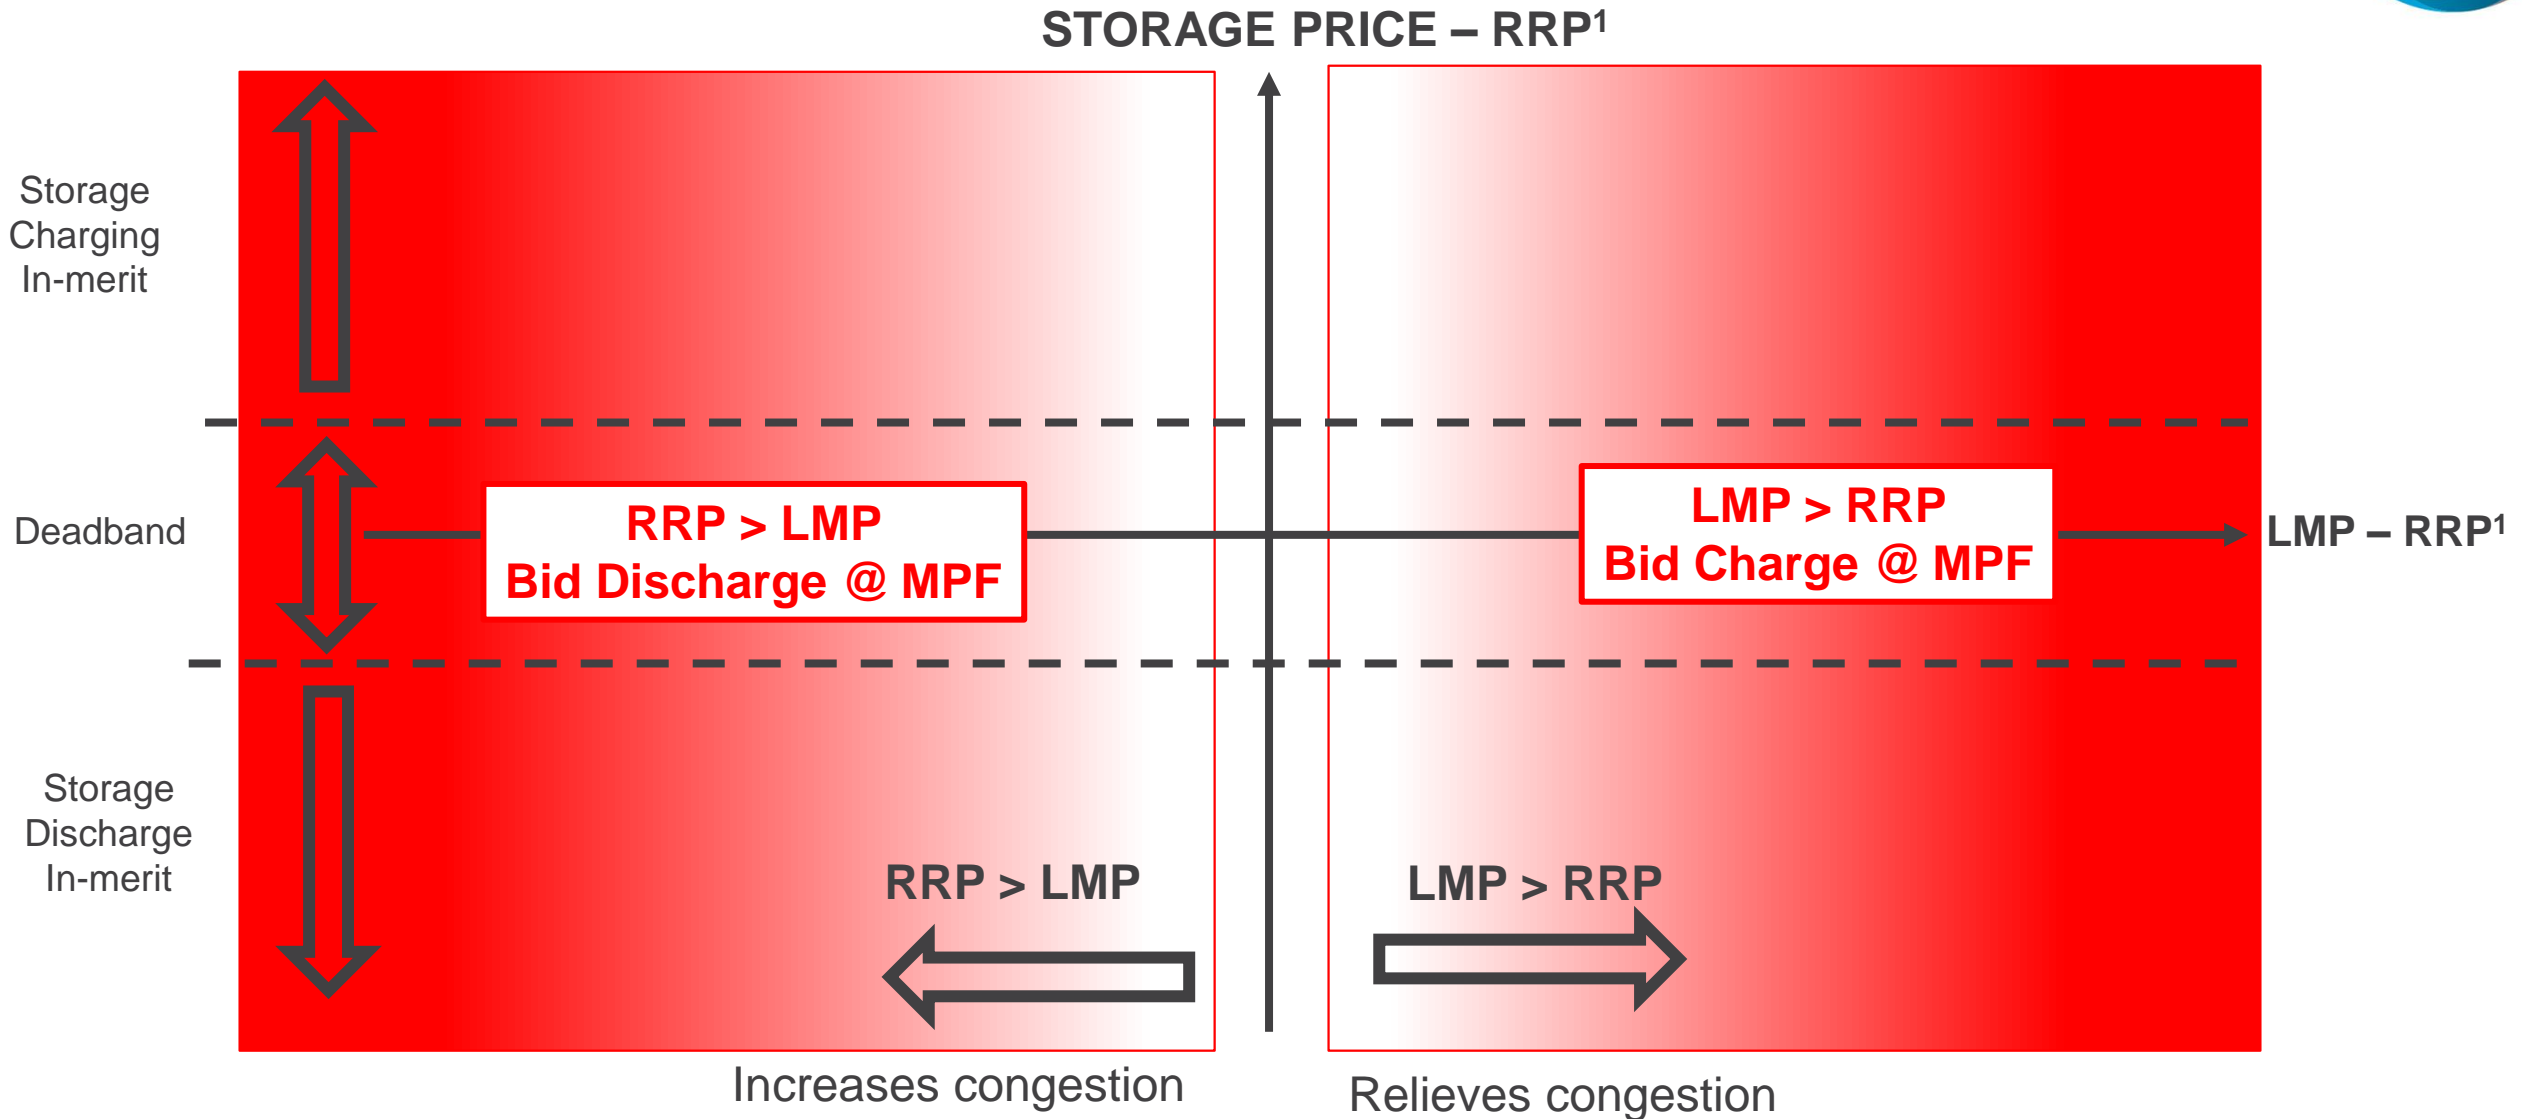 STORAGE PRICE – RRP¹
Storage
Charging
In-merit
Deadband
RRP > LMP
Bid Discharge @ MPF
LMP > RRP
Bid Charge @ MPF
LMP – RRP¹
Storage
Discharge
In-merit
RRP > LMP
LMP > RRP
Increases congestion
Relieves congestion